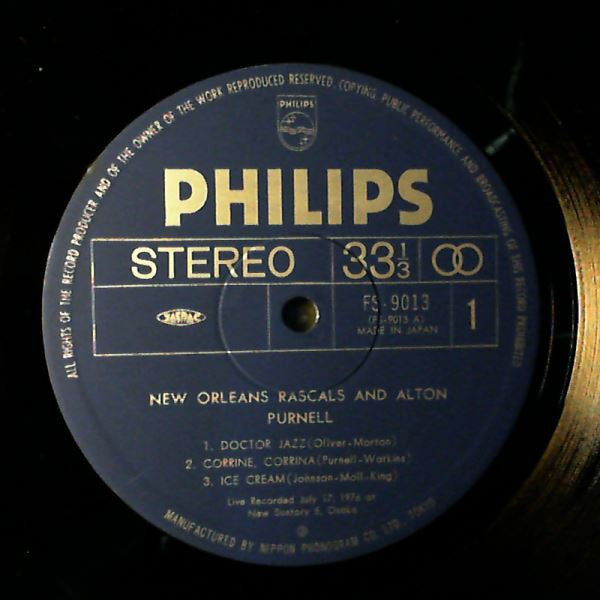 ALL RIGHTS OF THE RECORD PRODUCER AND OF THE OWNER OF THE WORK REPRODUCED RESERVED. COPYING, PUBLIC PERFORMANCE AND BROADCASTING OF THIS RECORD PROHIBITED
PHILIPS
PHILIPS
STEREO 33 1/3
FS-9013
(FS-9013 A)
MADE IN JAPAN
1
NEW ORLEANS RASCALS AND ALTON
PURNELL
1. DOCTOR JAZZ(Oliver-Morton)
2. CORRINE, CORRINA(Purnell-Watkins)
3. ICE CREAM(Johnson-Moll-King)
Live Recorded July 17, 1976 at
New Suntory 5, Osaka
MANUFACTURED BY NIPPON PHONOGRAM CO. LTD., TOKYO